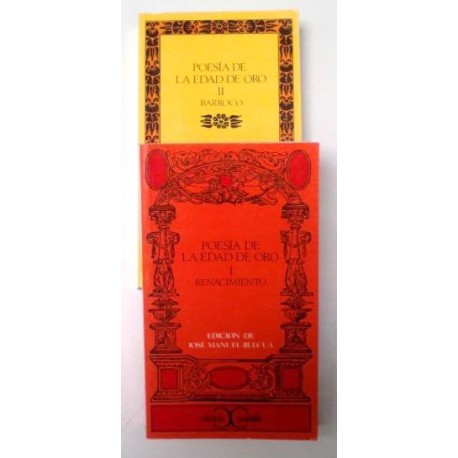 POESÍA DE
LA EDAD DE ORO
II
BARROCO
POESÍA DE
LA EDAD DE ORO
I
RENACIMIENTO
EDICIÓN DE
JOSÉ MANUEL BLECUA